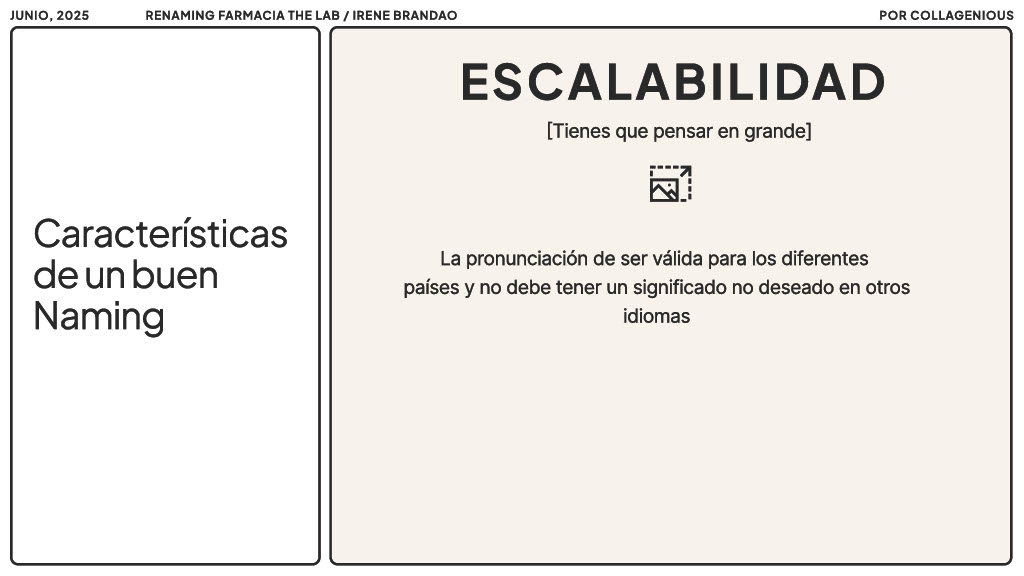 JUNIO, 2025 RENAMING FARMACIA THE LAB / IRENE BRANDAO POR COLLAGENIOUS
Características
de un buen
Naming
ESCALABILIDAD
[Tienes que pensar en grande]
La pronunciación de ser válida para los diferentes
países y no debe tener un significado no deseado en otros
idiomas